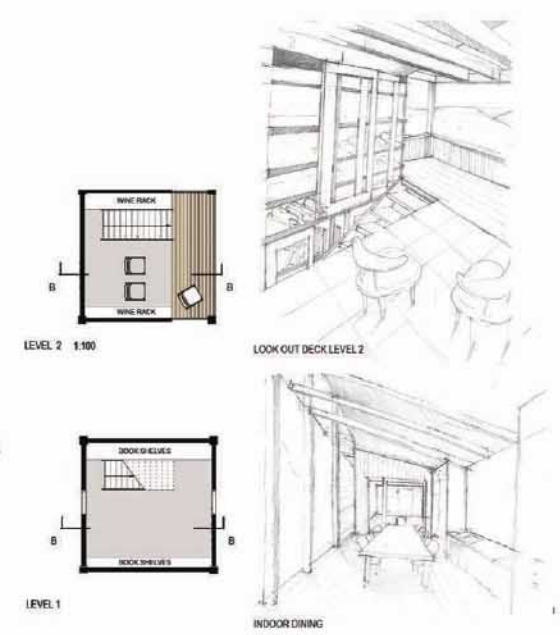 WINE RACK
B B
WINE RACK
LEVEL 2 1:100
LOOK OUT DECK LEVEL 2
BOOK SHELVES
B B
BOOK SHELVES
LEVEL 1
INDOOR DINING